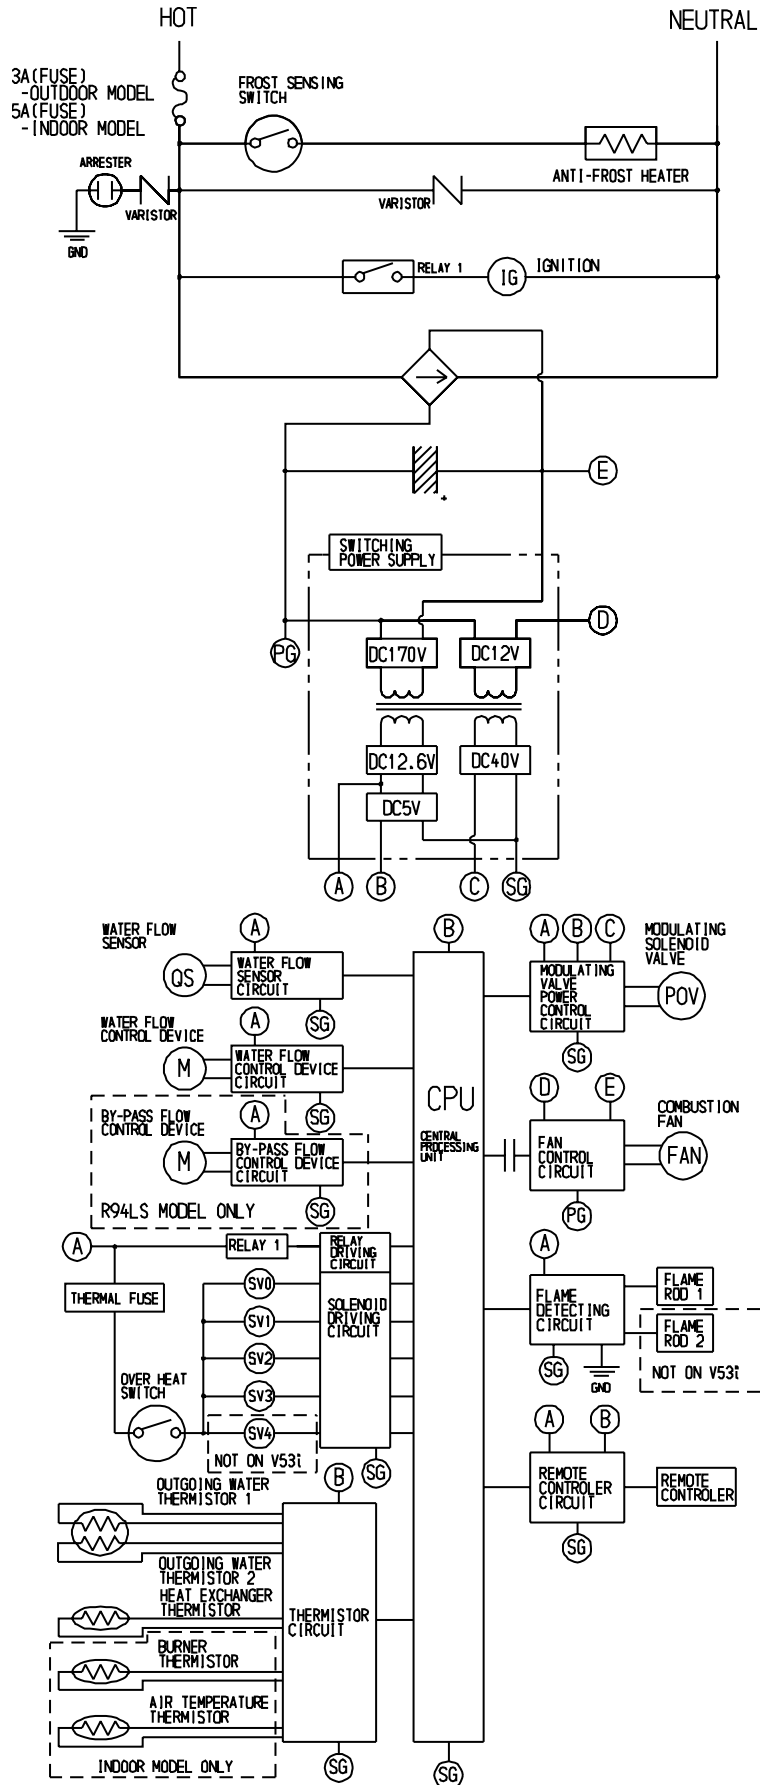 HOT
NEUTRAL
3A(FUSE)
-OUTDOOR MODEL
5A(FUSE)
-INDOOR MODEL
FROST SENSING
SWITCH
ANTI-FROST HEATER
ARRESTER
VARISTOR
GND
VARISTOR
RELAY 1
IG
IGNITION
+
E
SWITCHING
POWER SUPPLY
D
PG
DC170V
DC12V
DC12.6V
DC40V
DC5V
A
B
C
SG
WATER FLOW
SENSOR
QS
A
WATER FLOW
SENSOR
CIRCUIT
SG
WATER FLOW
CONTROL DEVICE
M
A
WATER FLOW
CONTROL DEVICE
CIRCUIT
SG
BY-PASS FLOW
CONTROL DEVICE
M
A
BY-PASS FLOW
CONTROL DEVICE
CIRCUIT
SG
R94LS MODEL ONLY
A
RELAY 1
RELAY
DRIVING
CIRCUIT
THERMAL FUSE
SV0
SV1
SV2
SV3
SV4
SOLENOID
DRIVING
CIRCUIT
OVER HEAT
SWITCH
NOT ON V53i
SG
B
CPU
CENTRAL
PROCESSING
UNIT
SG
A
B
C
MODULATING
VALVE
POWER
CONTROL
CIRCUIT
SG
MODULATING
SOLENOID
VALVE
POV
D
E
FAN
CONTROL
CIRCUIT
PG
COMBUSTION
FAN
FAN
A
FLAME
DETECTING
CIRCUIT
SG
GND
FLAME
ROD 1
FLAME
ROD 2
NOT ON V53i
A
B
REMOTE
CONTROLER
CIRCUIT
SG
REMOTE
CONTROLER
OUTGOING WATER
THERMISTOR 1
B
OUTGOING WATER
THERMISTOR 2
HEAT EXCHANGER
THERMISTOR
THERMISTOR
CIRCUIT
BURNER
THERMISTOR
AIR TEMPERATURE
THERMISTOR
INDOOR MODEL ONLY
SG